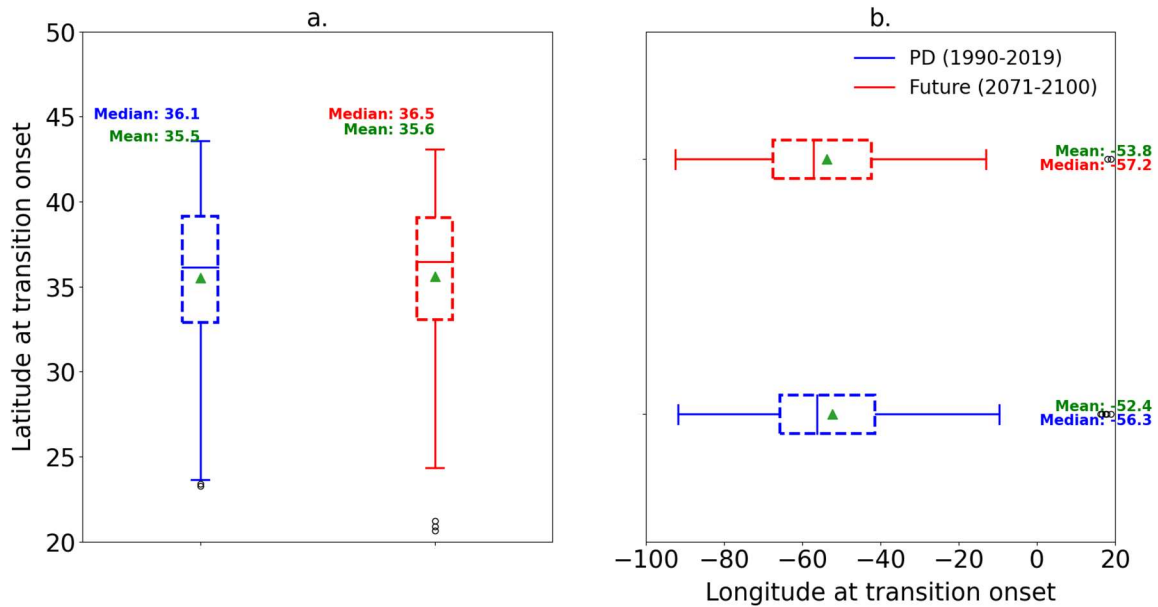 a.
50
45
40
35
30
25
20
Latitude at transition onset
Median: 36.1
Mean: 35.5
Median: 36.5
Mean: 35.6
b.
PD (1990-2019)
Future (2071-2100)
Mean: -53.8
Median: -57.2
Mean: -52.4
Median: -56.3
−100
−80
−60
−40
−20
0
20
Longitude at transition onset